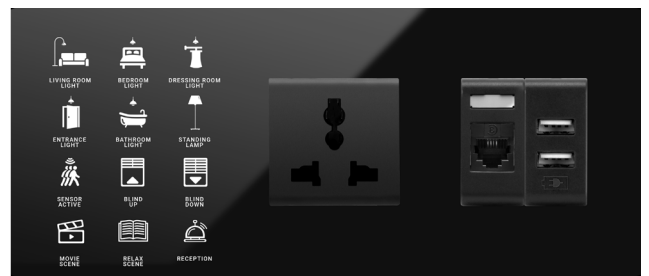 LIVING ROOM
LIGHT
BEDROOM
LIGHT
DRESSING ROOM
LIGHT
ENTRANCE
LIGHT
BATHROOM
LIGHT
STANDING
LAMP
SENSOR
ACTIVE
BLIND
UP
BLIND
DOWN
MOVIE
SCENE
RELAX
SCENE
RECEPTION